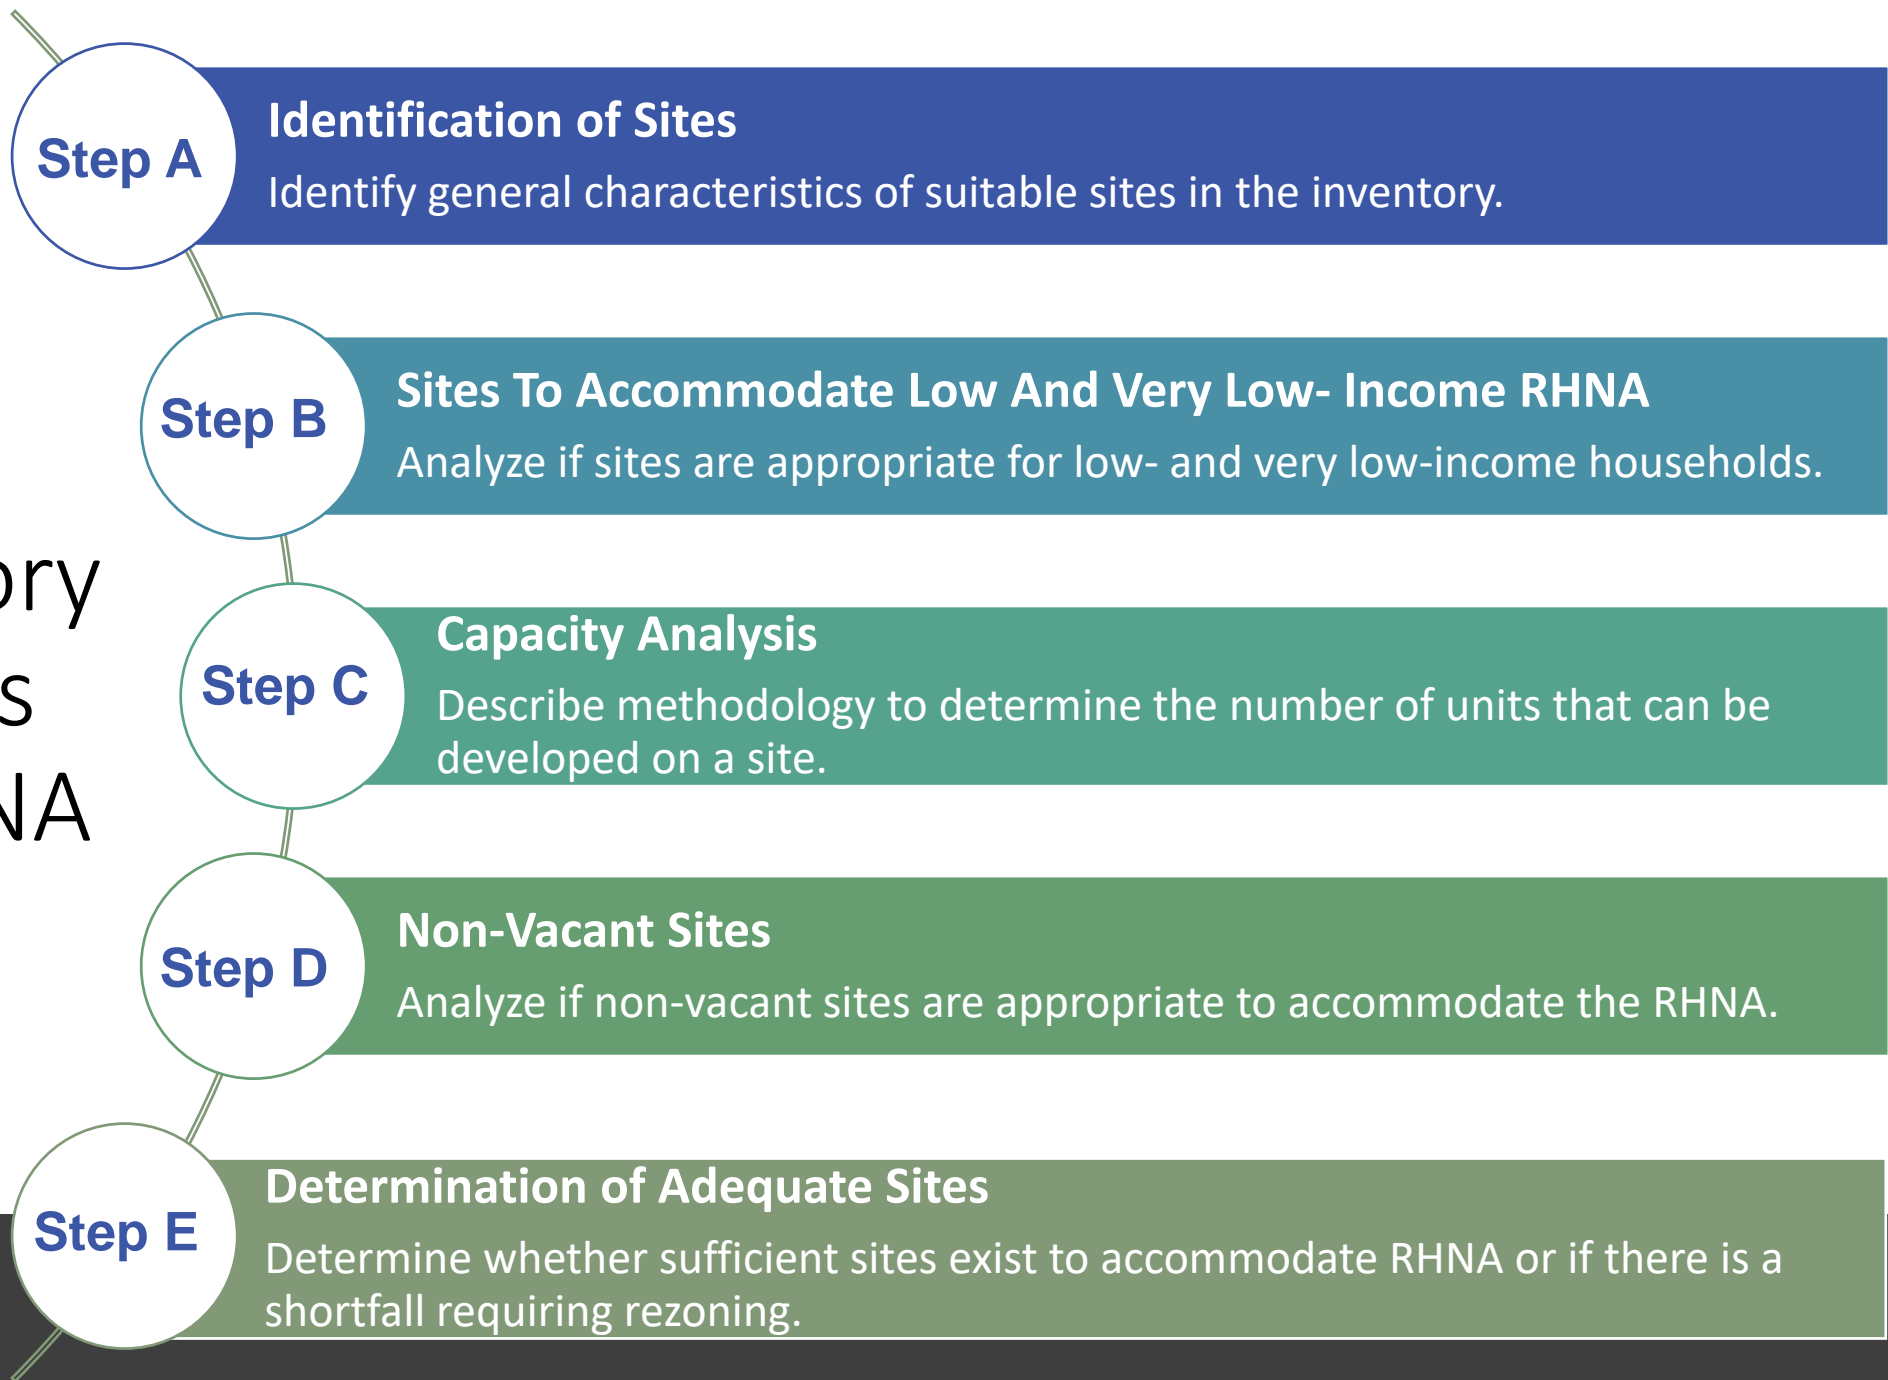 Step A
Identification of Sites
Identify general characteristics of suitable sites in the inventory.
Step B
Sites To Accommodate Low And Very Low- Income RHNA
Analyze if sites are appropriate for low- and very low-income households.
Step C
Capacity Analysis
Describe methodology to determine the number of units that can be
developed on a site.
Step D
Non-Vacant Sites
Analyze if non-vacant sites are appropriate to accommodate the RHNA.
Step E
Determination of Adequate Sites
Determine whether sufficient sites exist to accommodate RHNA or if there is a
shortfall requiring rezoning.